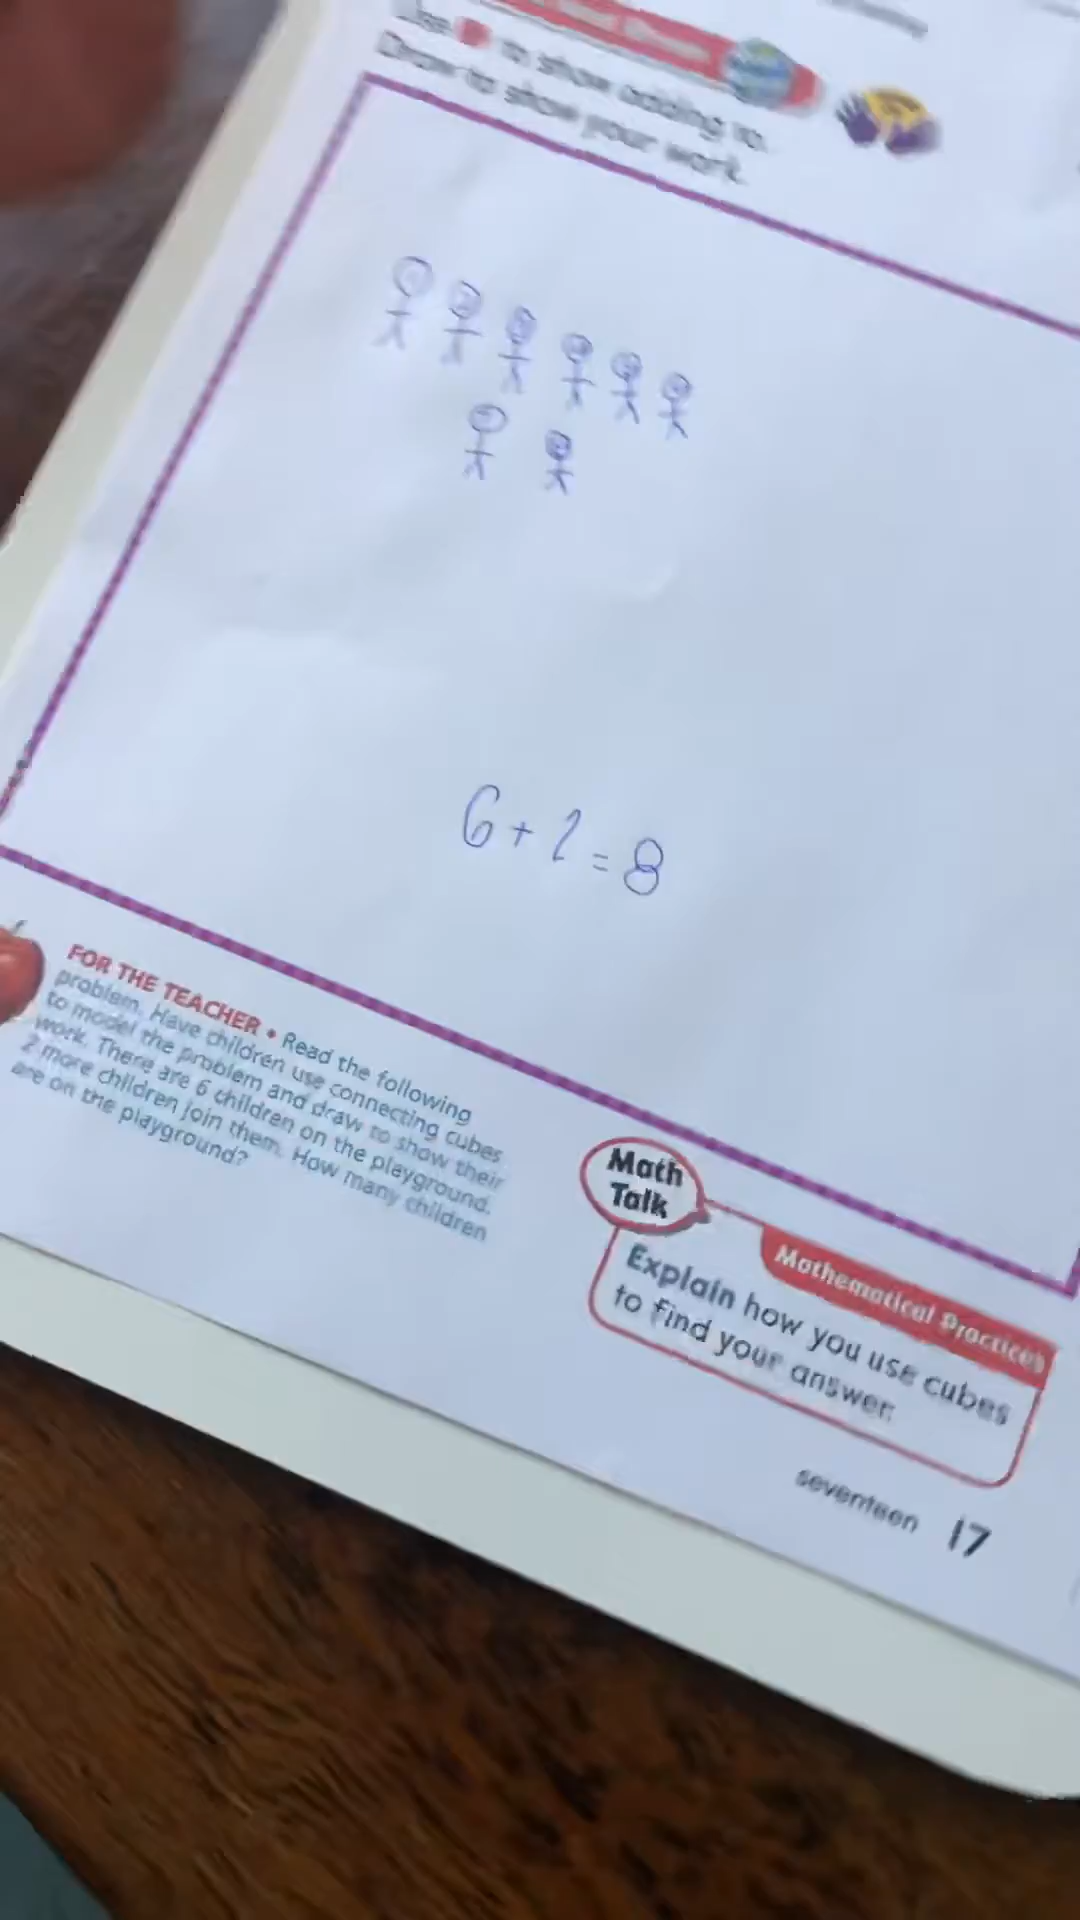 Use to show adding to.
Draw to show your work.
6 + 2 = 8
FOR THE TEACHER • Read the following
problem. Have children use connecting cubes
to model the problem and draw to show their
work. There are 6 children on the playground.
2 more children join them. How many children
are on the playground?
Math
Talk
Mathematical Practices
Explain how you use cubes
to find your answer.
seventeen 17